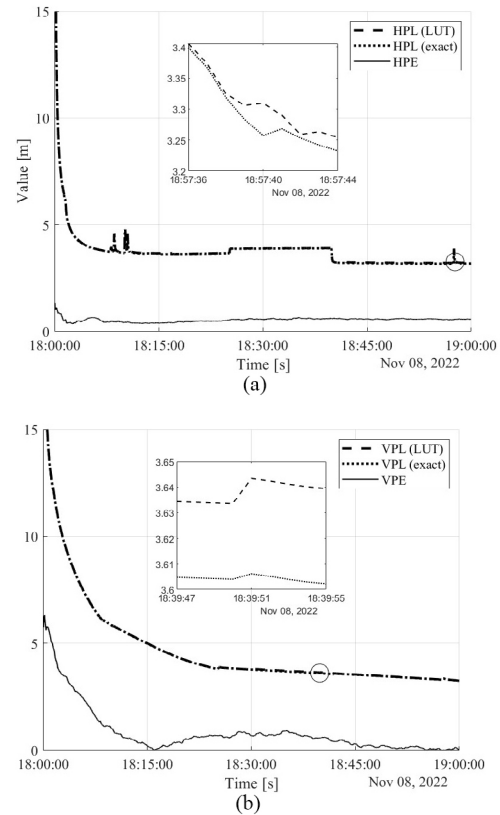 15
10
5
0
Value [m]
HPL (LUT)
HPL (exact)
HPE
3.4
3.35
3.3
3.25
3.2
18:57:36
18:57:40
18:57:44
Nov 08, 2022
18:00:00
18:15:00
18:30:00
18:45:00
19:00:00
Time [s]
Nov 08, 2022
(a)
15
10
5
0
Value [m]
VPL (LUT)
VPL (exact)
VPE
3.65
3.64
3.63
3.62
3.61
3.6
18:39:47
18:39:51
18:39:55
Nov 08, 2022
18:00:00
18:15:00
18:30:00
18:45:00
19:00:00
Time [s]
Nov 08, 2022
(b)